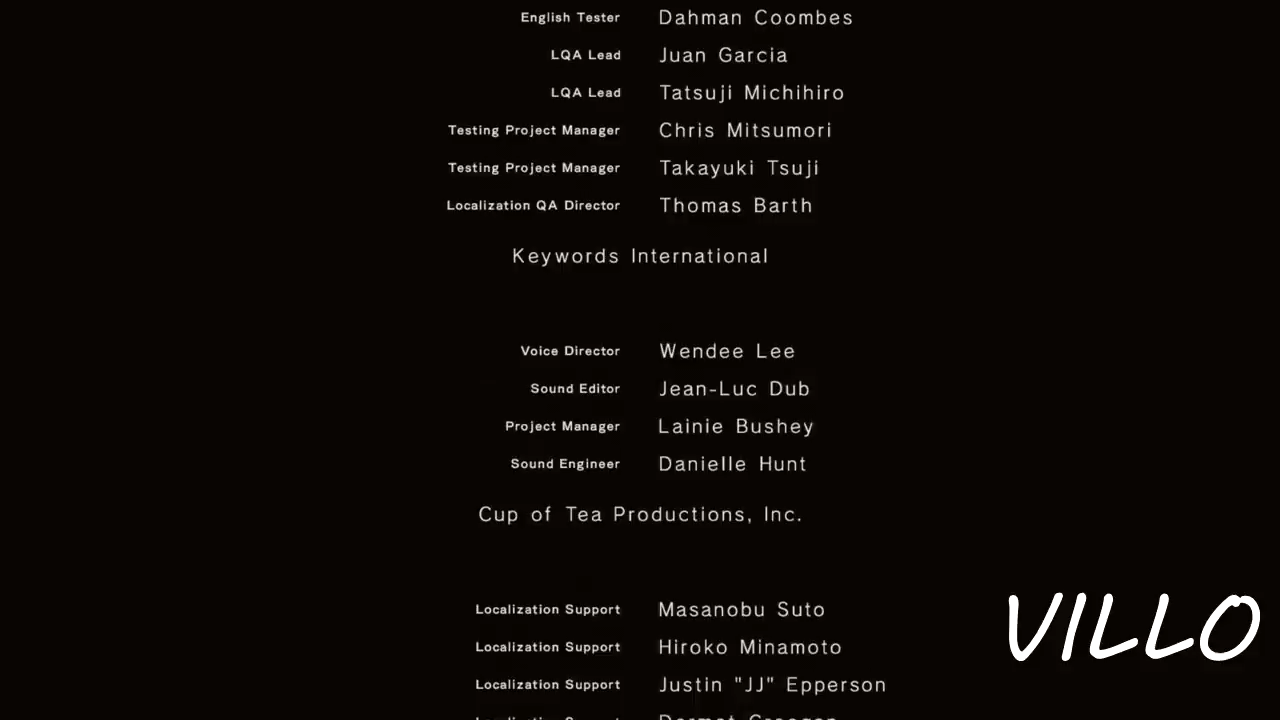 English Tester Dahman Coombes
LQA Lead Juan Garcia
LQA Lead Tatsuji Michihiro
Testing Project Manager Chris Mitsumori
Testing Project Manager Takayuki Tsuji
Localization QA Director Thomas Barth
Keywords International
Voice Director Wendee Lee
Sound Editor Jean-Luc Dub
Project Manager Lainie Bushey
Sound Engineer Danielle Hunt
Cup of Tea Productions, Inc.
Localization Support Masanobu Suto
Localization Support Hiroko Minamoto
Localization Support Justin "JJ" Epperson
VILLO